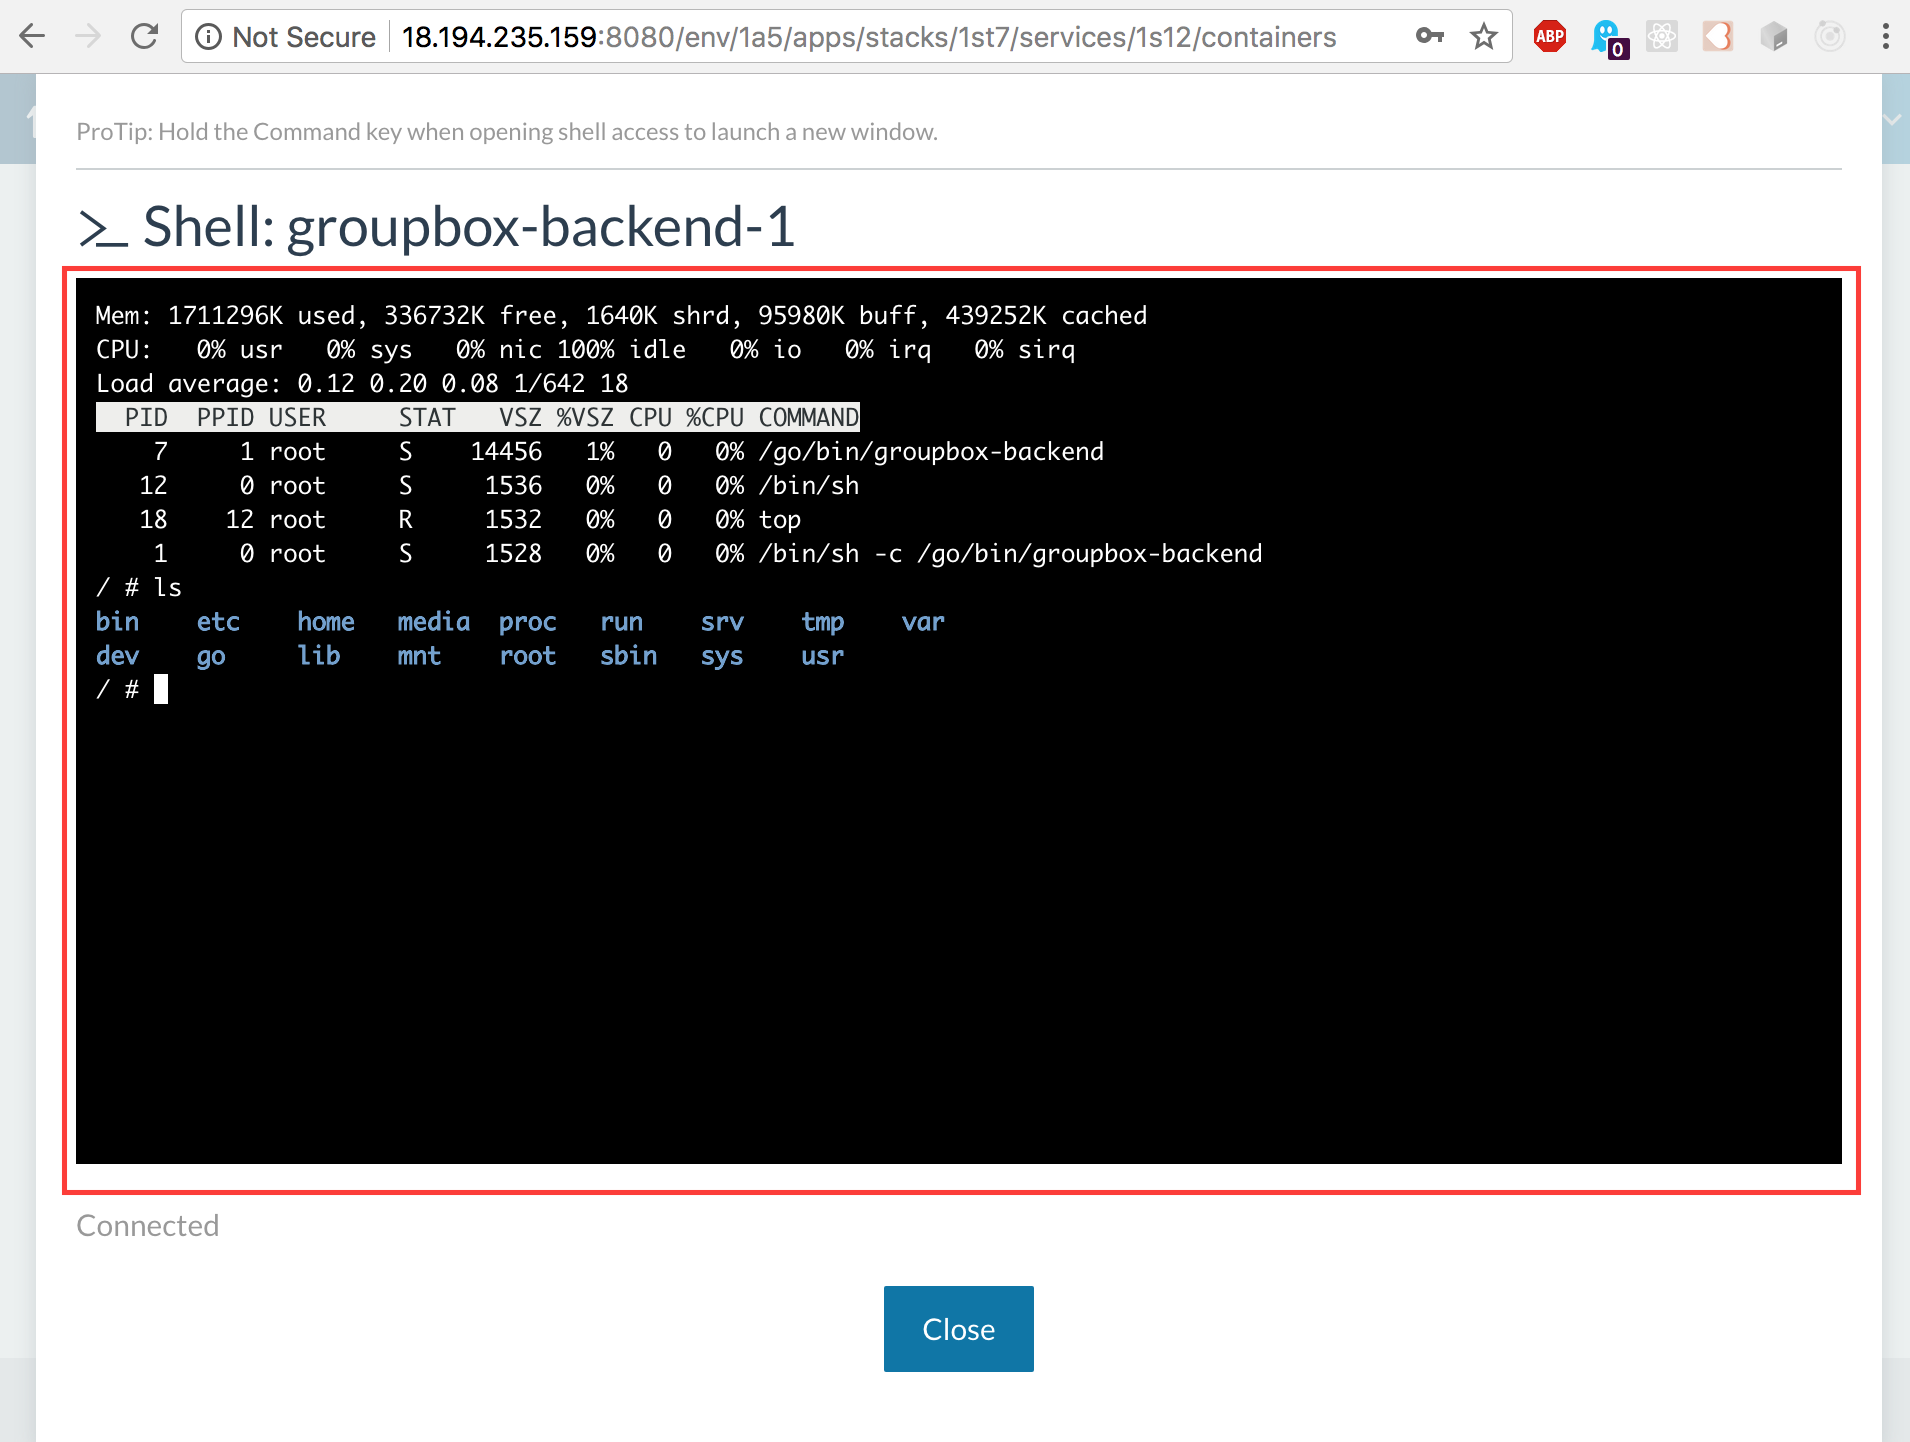 Not Secure 18.194.235.159:8080/env/1a5/apps/stacks/1st7/services/1s12/containers ABP 0
ProTip: Hold the Command key when opening shell access to launch a new window.
>_ Shell: groupbox-backend-1
Mem: 1711296K used, 336732K free, 1640K shrd, 95980K buff, 439252K cached
CPU:   0% usr   0% sys   0% nic 100% idle   0% io   0% irq   0% sirq
Load average: 0.12 0.20 0.08 1/642 18
  PID  PPID USER     STAT   VSZ %VSZ CPU %CPU COMMAND
    7     1 root     S    14456   1%   0   0% /go/bin/groupbox-backend
   12     0 root     S     1536   0%   0   0% /bin/sh
   18    12 root     R     1532   0%   0   0% top
    1     0 root     S     1528   0%   0   0% /bin/sh -c /go/bin/groupbox-backend
/ # ls
bin    etc    home   media  proc   run    srv    tmp    var
dev    go     lib    mnt    root   sbin   sys    usr
/ #
Connected
Close